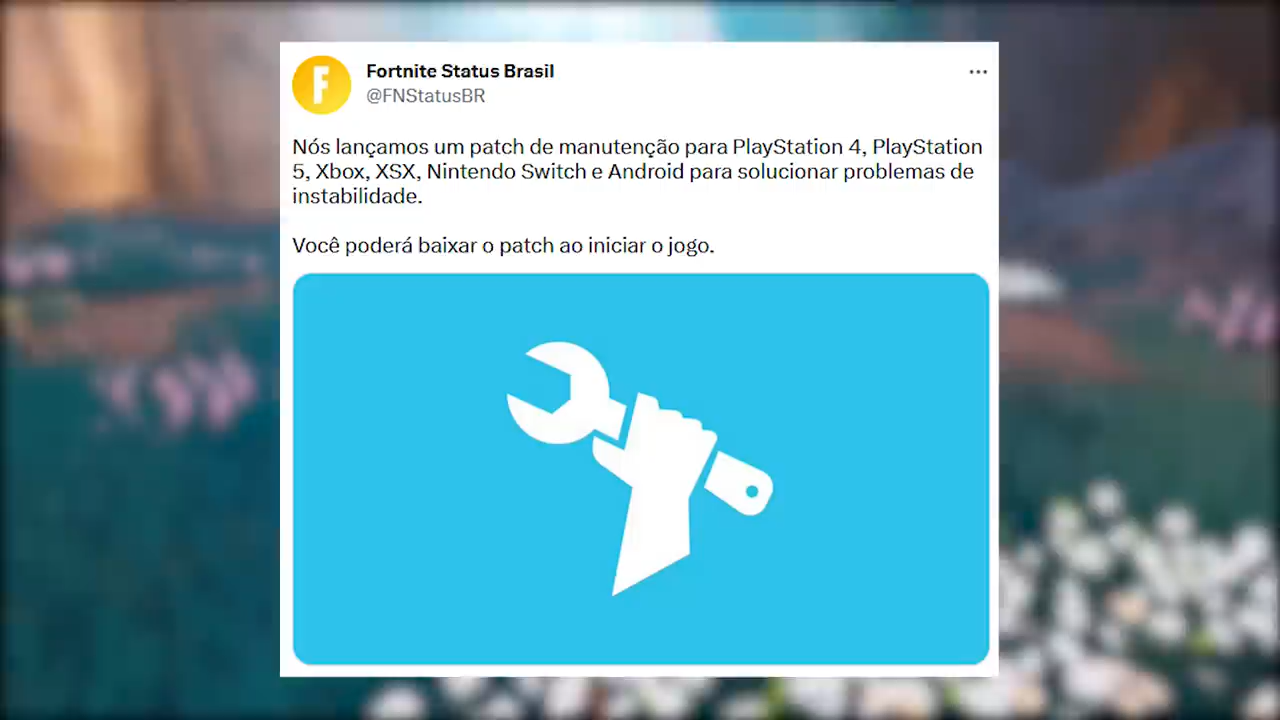 F
Fortnite Status Brasil
@FNStatusBR
Nós lançamos um patch de manutenção para PlayStation 4, PlayStation
5, Xbox, XSX, Nintendo Switch e Android para solucionar problemas de
instabilidade.
Você poderá baixar o patch ao iniciar o jogo.